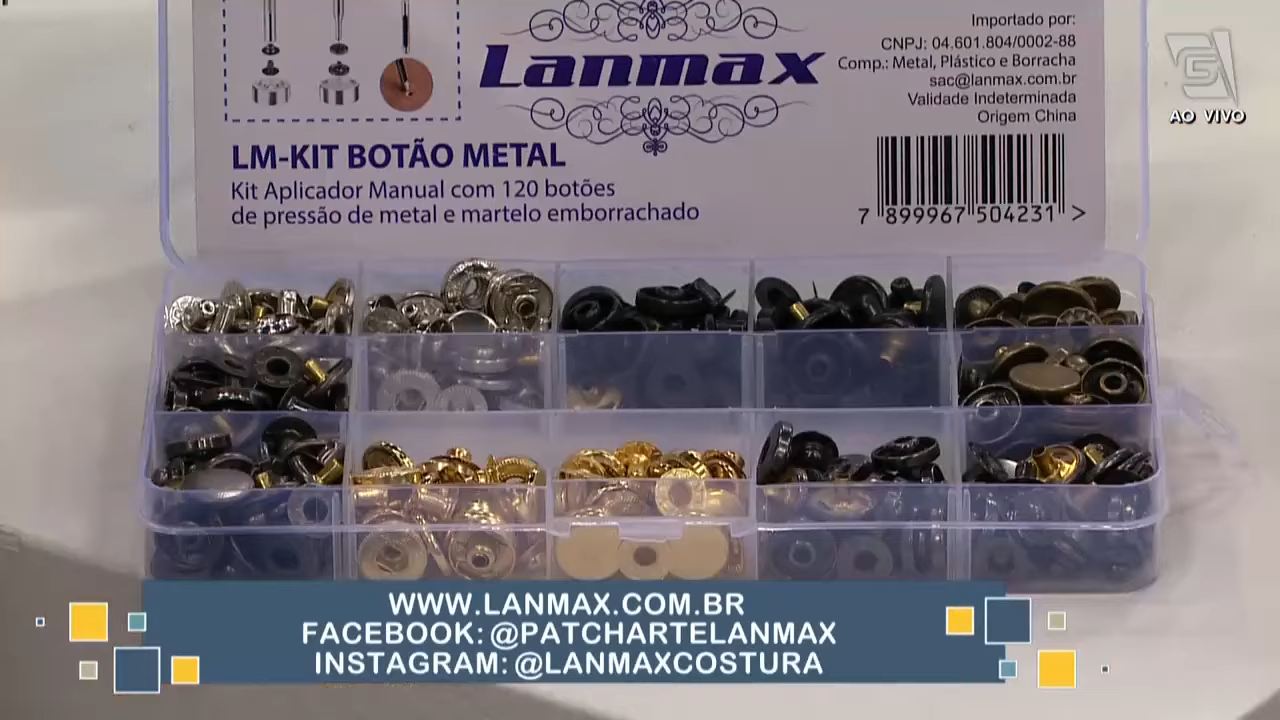 Lanmax
Importado por:
CNPJ: 04.601.804/0002-88
Comp.: Metal, Plástico e Borracha
sac@lanmax.com.br
Validade Indeterminada
Origem China
AO VIVO
LM-KIT BOTÃO METAL
Kit Aplicador Manual com 120 botões
de pressão de metal e martelo emborrachado
7 899967 504231 >
WWW.LANMAX.COM.BR
FACEBOOK: @PATCHARTELANMAX
INSTAGRAM: @LANMAXCOSTURA